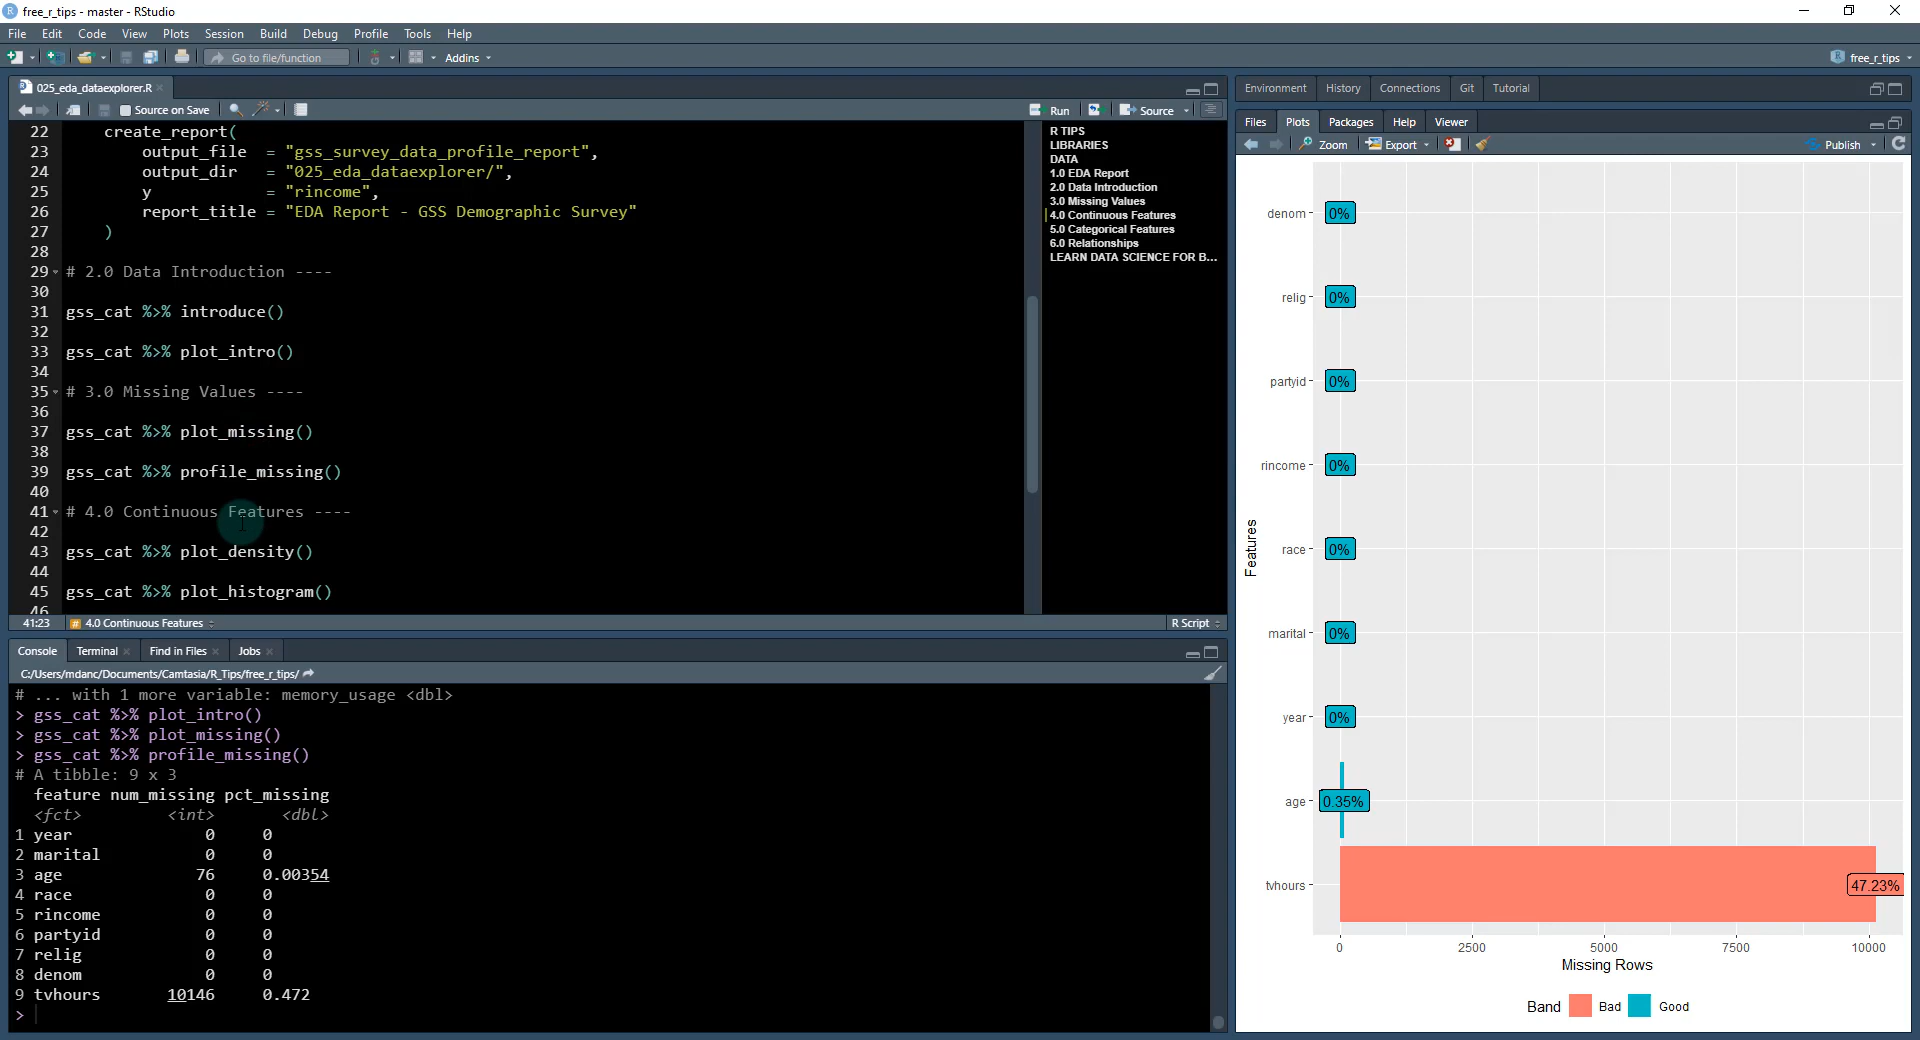 free_r_tips - master - RStudio
File Edit Code View Plots Session Build Debug Profile Tools Help
Go to file/function Addins free_r_tips
025_eda_dataexplorer.R
Source on Save Run Source
22 create_report(
23 output_file = "gss_survey_data_profile_report",
24 output_dir = "025_eda_dataexplorer/",
25 y = "rincome",
26 report_title = "EDA Report - GSS Demographic Survey"
27 )
28
29 # 2.0 Data Introduction ----
30
31 gss_cat %>% introduce()
32
33 gss_cat %>% plot_intro()
34
35 # 3.0 Missing Values ----
36
37 gss_cat %>% plot_missing()
38
39 gss_cat %>% profile_missing()
40
41 # 4.0 Continuous Features ----
42
43 gss_cat %>% plot_density()
44
45 gss_cat %>% plot_histogram()
46
R TIPS
LIBRARIES
DATA
1.0 EDA Report
2.0 Data Introduction
3.0 Missing Values
4.0 Continuous Features
5.0 Categorical Features
6.0 Relationships
LEARN DATA SCIENCE FOR B...
41:23 # 4.0 Continuous Features R Script
Console Terminal Find in Files Jobs
C:/Users/mdanc/Documents/Camtasia/R_Tips/free_r_tips/
# ... with 1 more variable: memory_usage <dbl>
> gss_cat %>% plot_intro()
> gss_cat %>% plot_missing()
> gss_cat %>% profile_missing()
# A tibble: 9 x 3
feature num_missing pct_missing
<fct> <int> <dbl>
1 year 0 0
2 marital 0 0
3 age 76 0.00354
4 race 0 0
5 rincome 0 0
6 partyid 0 0
7 relig 0 0
8 denom 0 0
9 tvhours 10146 0.472
>
Environment History Connections Git Tutorial
Files Plots Packages Help Viewer
Zoom Export Publish
denom 0%
relig 0%
partyid 0%
rincome 0%
race 0%
marital 0%
year 0%
age 0.35%
tvhours 47.23%
Features
0 2500 5000 7500 10000
Missing Rows
Band Bad Good